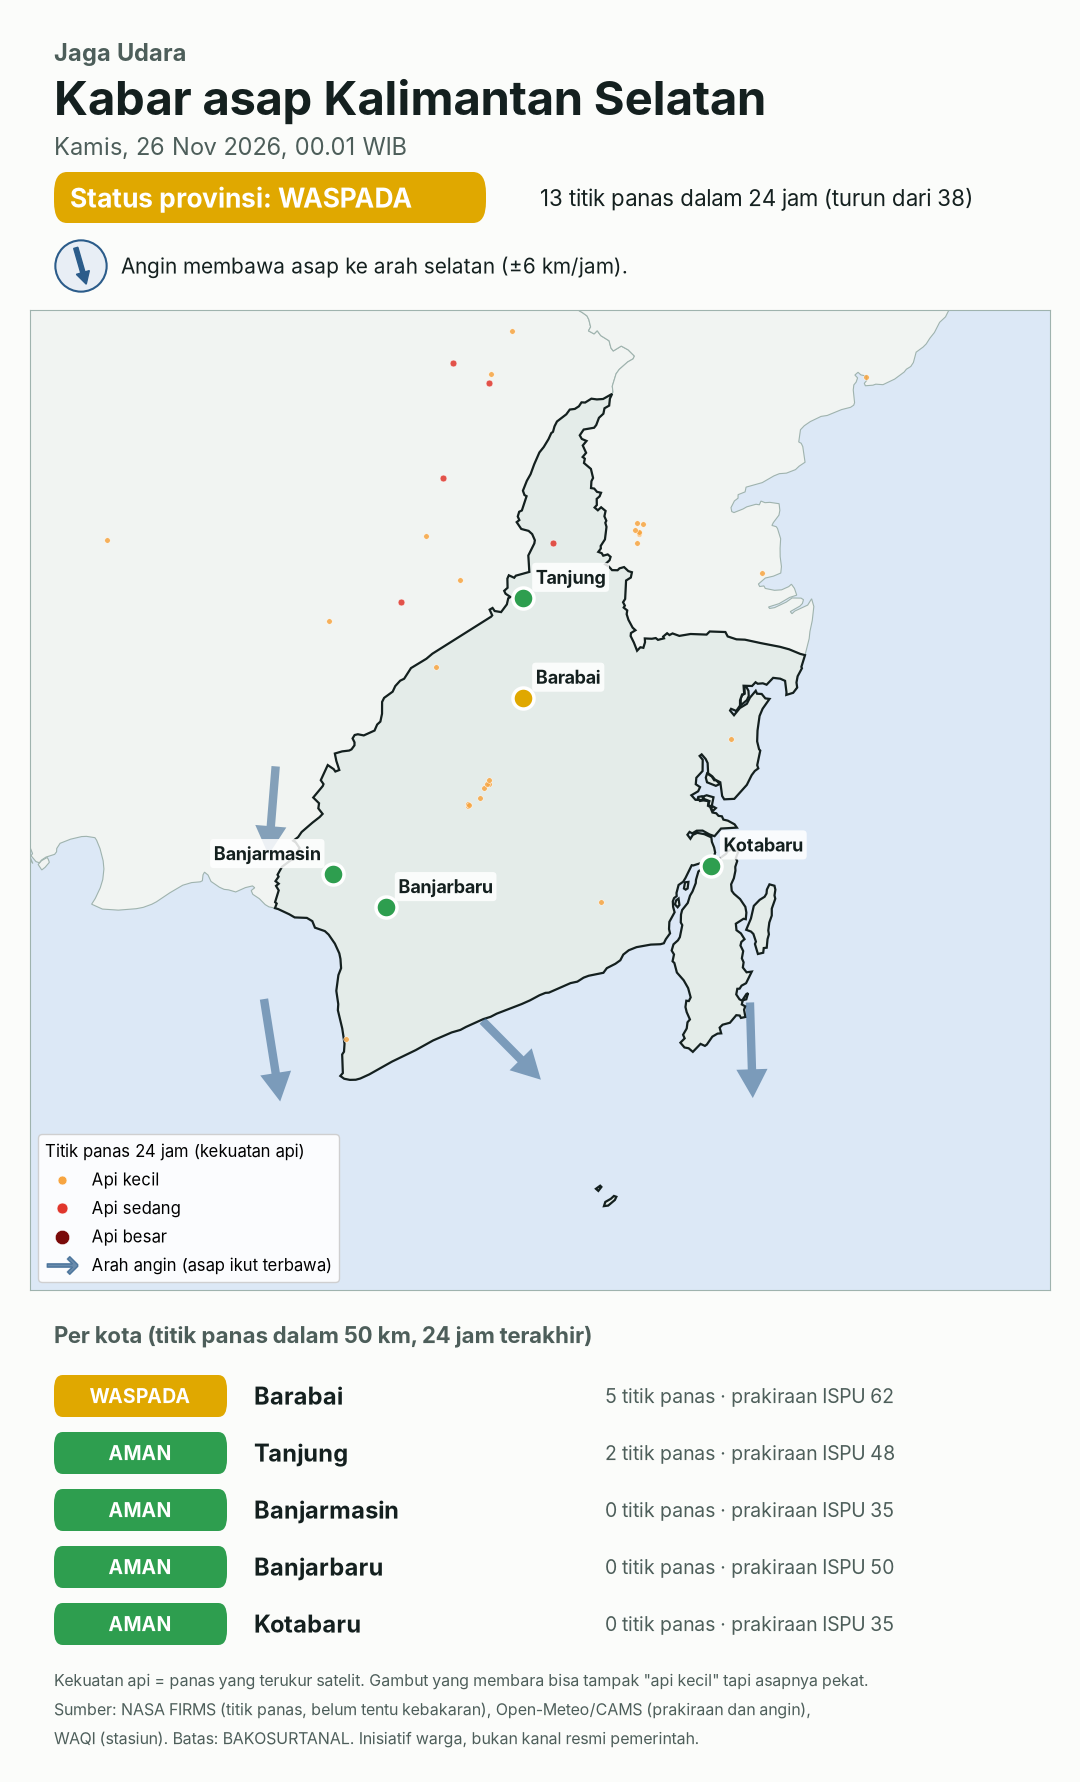 Jaga Udara
Kabar asap Kalimantan Selatan
Kamis, 26 Nov 2026, 00.01 WIB
Status provinsi: WASPADA
13 titik panas dalam 24 jam (turun dari 38)
Angin membawa asap ke arah selatan (±6 km/jam).
Tanjung
Barabai
Banjarmasin
Kotabaru
Banjarbaru
Titik panas 24 jam (kekuatan api)
Api kecil
Api sedang
Api besar
Arah angin (asap ikut terbawa)
Per kota (titik panas dalam 50 km, 24 jam terakhir)
WASPADA Barabai 5 titik panas · prakiraan ISPU 62
AMAN Tanjung 2 titik panas · prakiraan ISPU 48
AMAN Banjarmasin 0 titik panas · prakiraan ISPU 35
AMAN Banjarbaru 0 titik panas · prakiraan ISPU 50
AMAN Kotabaru 0 titik panas · prakiraan ISPU 35
Kekuatan api = panas yang terukur satelit. Gambut yang membara bisa tampak "api kecil" tapi asapnya pekat.
Sumber: NASA FIRMS (titik panas, belum tentu kebakaran), Open-Meteo/CAMS (prakiraan dan angin),
WAQI (stasiun). Batas: BAKOSURTANAL. Inisiatif warga, bukan kanal resmi pemerintah.